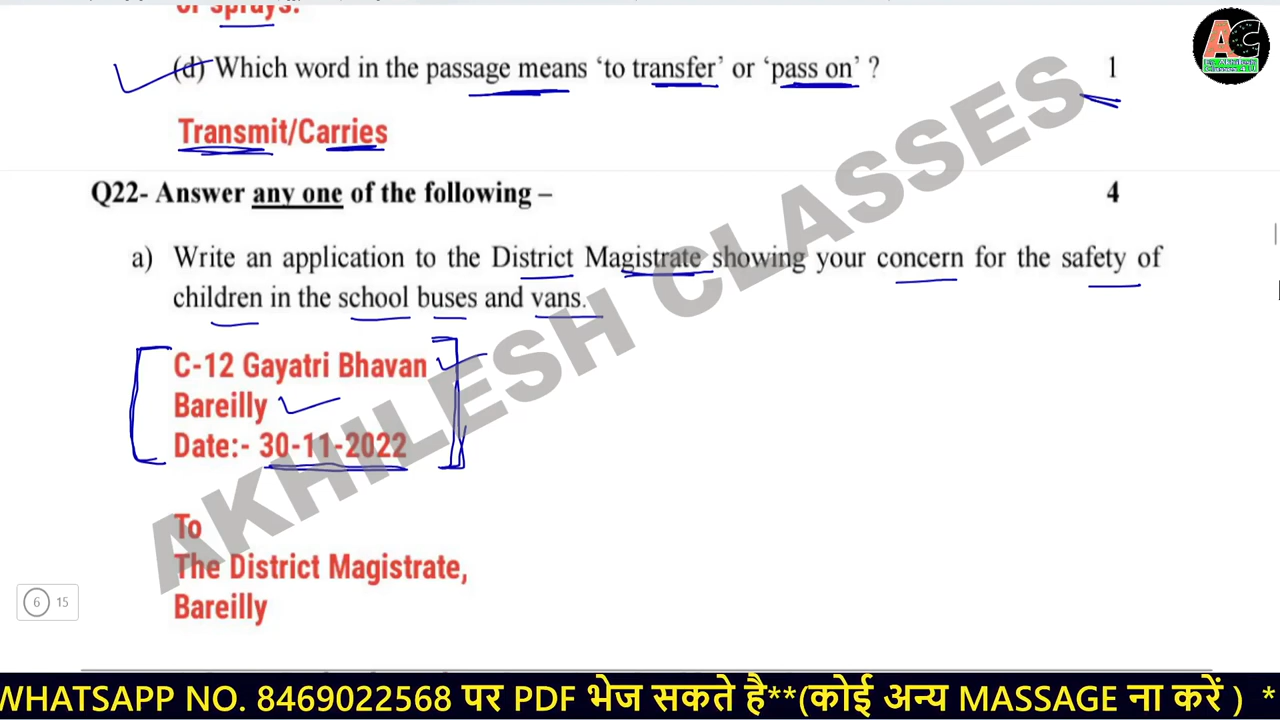 or sprays.
(d) Which word in the passage means ‘to transfer’ or ‘pass on’ ? 1
Transmit/Carries
Q22- Answer any one of the following – 4
a) Write an application to the District Magistrate showing your concern for the safety of
children in the school buses and vans.
C-12 Gayatri Bhavan
Bareilly
Date:- 30-11-2022
To
The District Magistrate,
Bareilly
6 15
AKHILESH CLASSES
AC
WHATSAPP NO. 8469022568 पर PDF भेज सकते है**(कोई अन्य MASSAGE ना करें ) *